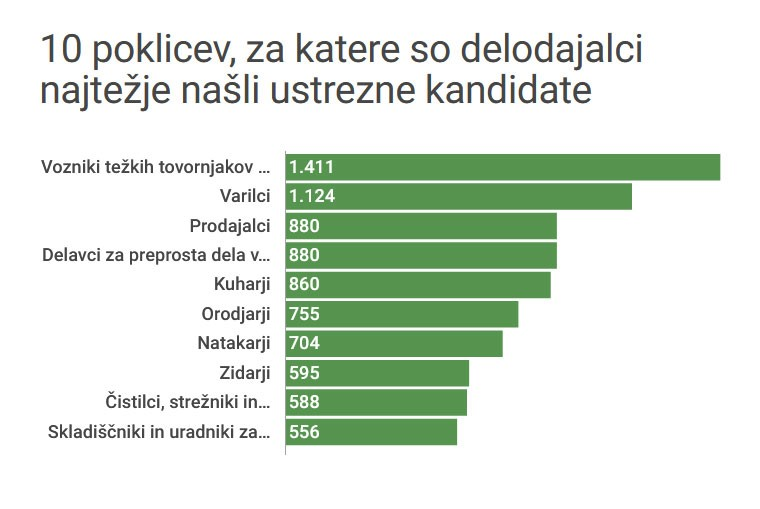 10 poklicev, za katere so delodajalci
najtežje našli ustrezne kandidate
Vozniki težkih tovornjakov ... 1.411
Varilci 1.124
Prodajalci 880
Delavci za preprosta dela v... 880
Kuharji 860
Orodjarji 755
Natakarji 704
Zidarji 595
Čistilci, strežniki in... 588
Skladiščniki in uradniki za... 556